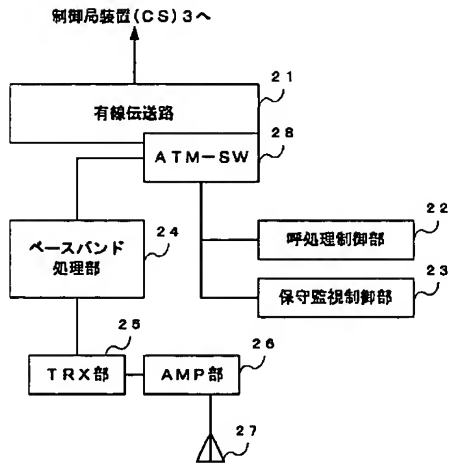 制御局装置(CS)3へ
21
有線伝送路
28
ATM-SW
24
ベースバンド
処理部
22
呼処理制御部
23
保守監視制御部
25
TRX部
26
AMP部
27